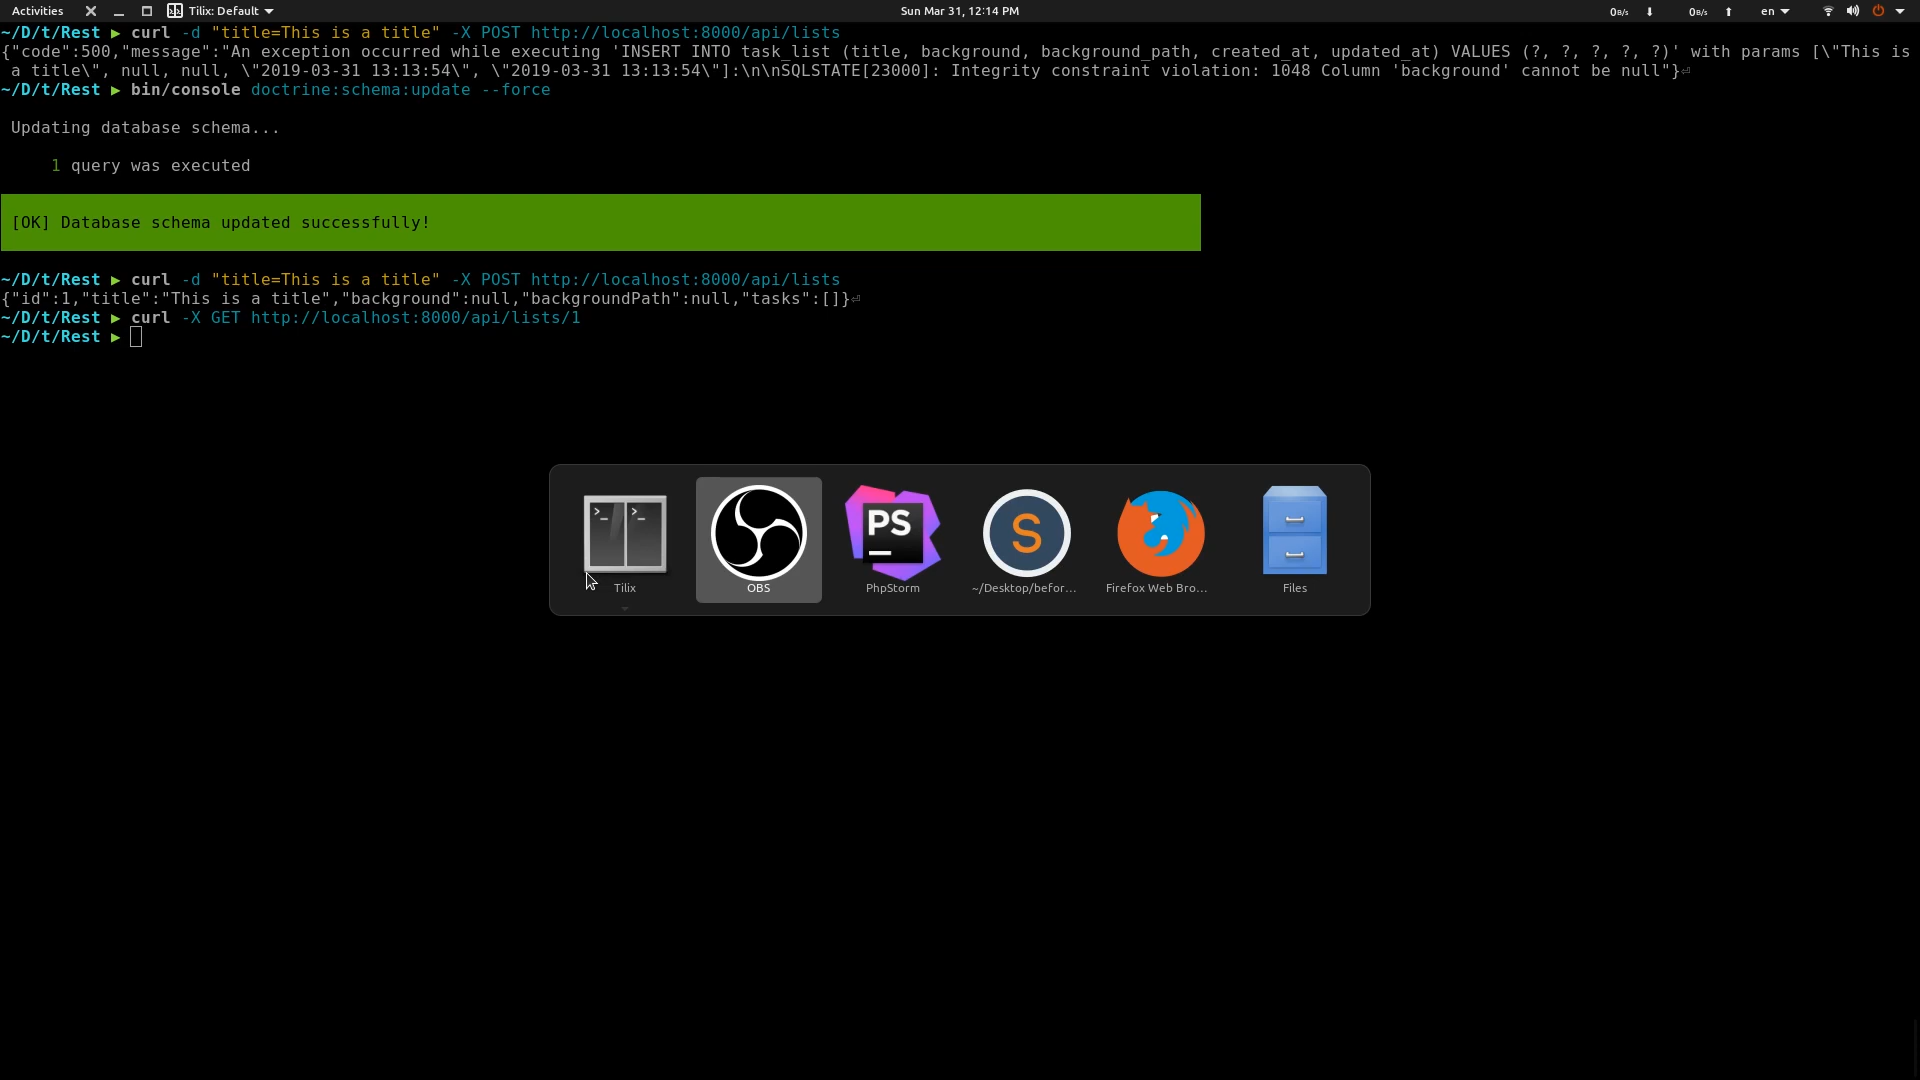 Activities Tilix: Default Sun Mar 31, 12:14 PM 0B/s 0B/s en
~/D/t/Rest ▶ curl -d "title=This is a title" -X POST http://localhost:8000/api/lists
{"code":500,"message":"An exception occurred while executing 'INSERT INTO task_list (title, background, background_path, created_at, updated_at) VALUES (?, ?, ?, ?, ?)' with params [\"This is
a title\", null, null, \"2019-03-31 13:13:54\", \"2019-03-31 13:13:54\"]:\n\nSQLSTATE[23000]: Integrity constraint violation: 1048 Column 'background' cannot be null"}⏎
~/D/t/Rest ▶ bin/console doctrine:schema:update --force
Updating database schema...
1 query was executed
[OK] Database schema updated successfully!
~/D/t/Rest ▶ curl -d "title=This is a title" -X POST http://localhost:8000/api/lists
{"id":1,"title":"This is a title","background":null,"backgroundPath":null,"tasks":[]}⏎
~/D/t/Rest ▶ curl -X GET http://localhost:8000/api/lists/1
~/D/t/Rest ▶
PS
S
Tilix OBS PhpStorm ~/Desktop/befor... Firefox Web Bro... Files